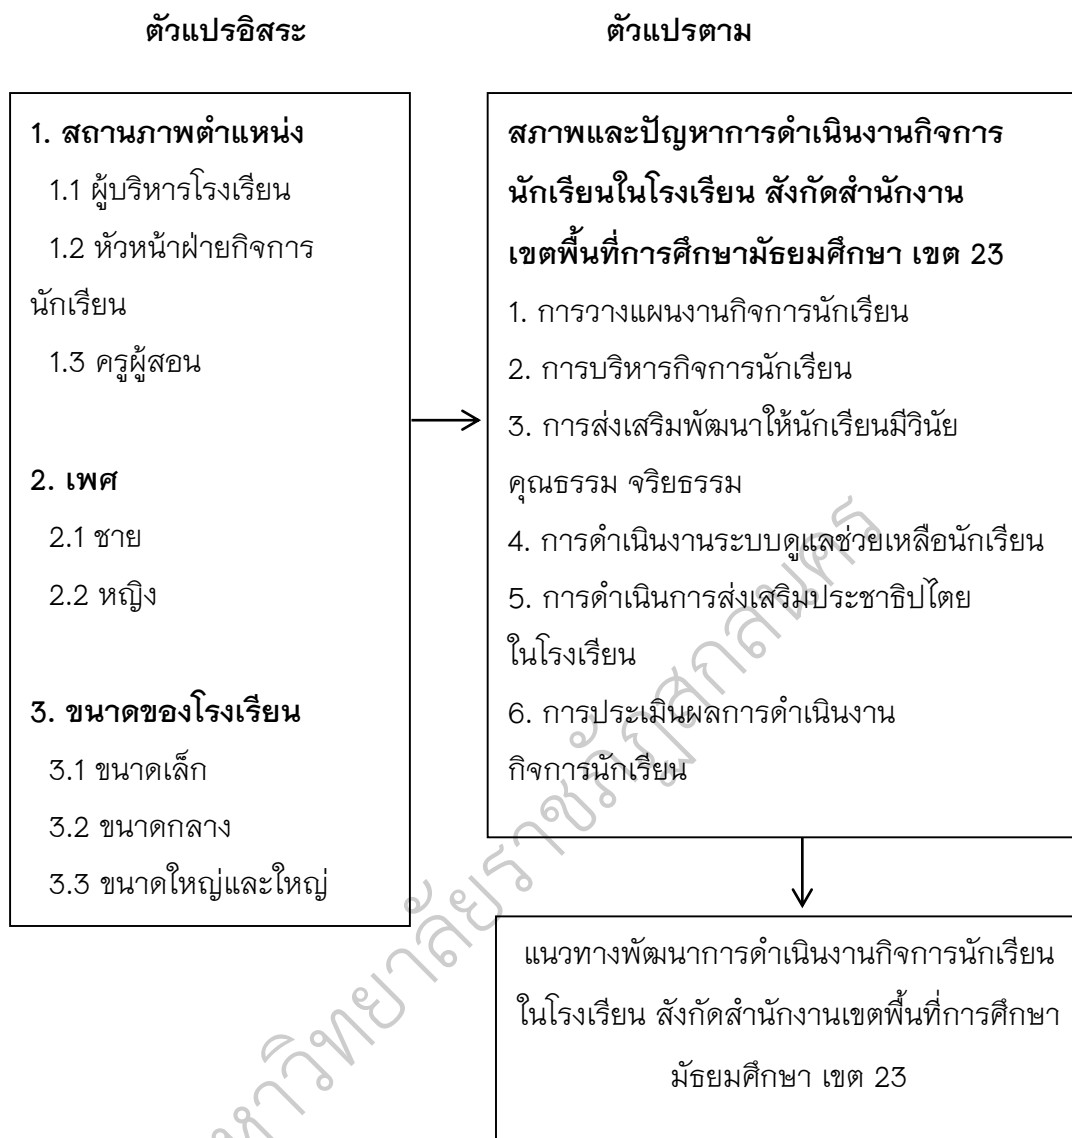 ตัวแปรอิสระ
ตัวแปรตาม
1. สถานภาพตำแหน่ง
1.1 ผู้บริหารโรงเรียน
1.2 หัวหน้าฝ่ายกิจการ
นักเรียน
1.3 ครูผู้สอน
2. เพศ
2.1 ชาย
2.2 หญิง
3. ขนาดของโรงเรียน
3.1 ขนาดเล็ก
3.2 ขนาดกลาง
3.3 ขนาดใหญ่และใหญ่
สภาพและปัญหาการดำเนินงานกิจการ
นักเรียนในโรงเรียน สังกัดสำนักงาน
เขตพื้นที่การศึกษามัธยมศึกษา เขต 23
1. การวางแผนงานกิจการนักเรียน
2. การบริหารกิจการนักเรียน
3. การส่งเสริมพัฒนาให้นักเรียนมีวินัย
คุณธรรม จริยธรรม
4. การดำเนินงานระบบดูแลช่วยเหลือนักเรียน
5. การดำเนินการส่งเสริมประชาธิปไตย
ในโรงเรียน
6. การประเมินผลการดำเนินงาน
กิจการนักเรียน
แนวทางพัฒนาการดำเนินงานกิจการนักเรียน
ในโรงเรียน สังกัดสำนักงานเขตพื้นที่การศึกษา
มัธยมศึกษา เขต 23
หาวิทยาลัยราชภัฏสกลนคร